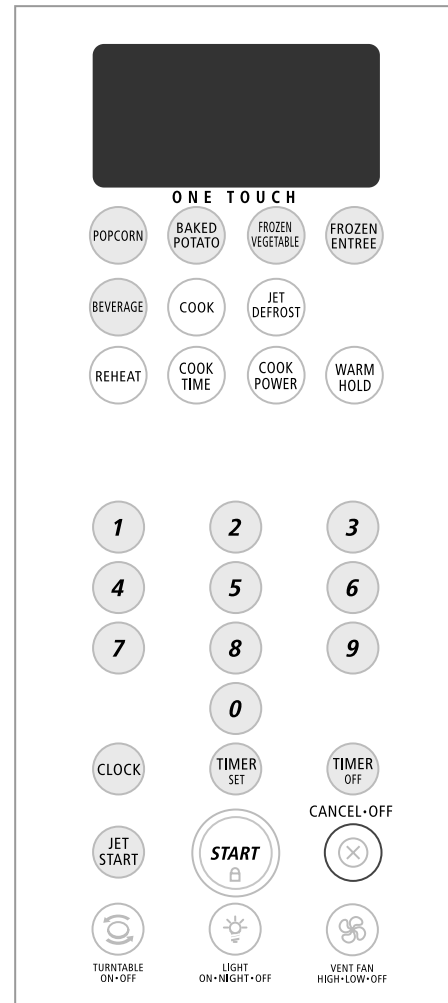 ONE TOUCH
POPCORN
BAKED
POTATO
FROZEN
VEGETABLE
FROZEN
ENTREE
BEVERAGE
COOK
JET
DEFROST
REHEAT
COOK
TIME
COOK
POWER
WARM
HOLD
1
2
3
4
5
6
7
8
9
0
CLOCK
TIMER
SET
TIMER
OFF
CANCEL•OFF
JET
START
START
TURNTABLE
ON•OFF
LIGHT
ON•NIGHT•OFF
VENT FAN
HIGH•LOW•OFF